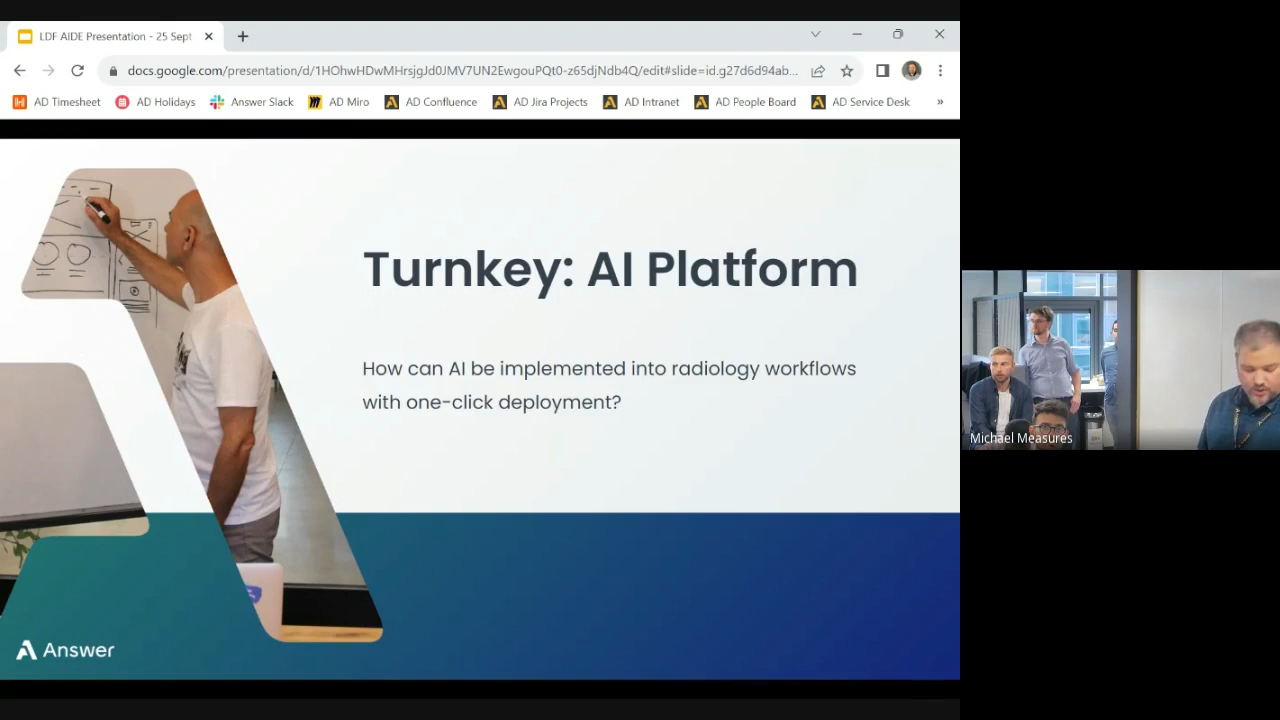 LDF AIDE Presentation - 25 Sept
docs.google.com/presentation/d/1HOhwHDwMHrsjgJd0JMV7UN2EwgouPQt0-z65djNdb4Q/edit#slide=id.g27d6d94ab...
AD Timesheet AD Holidays Answer Slack AD Miro AD Confluence AD Jira Projects AD Intranet AD People Board AD Service Desk »
Turnkey: AI Platform
How can AI be implemented into radiology workflows
with one-click deployment?
Michael Measures
Answer